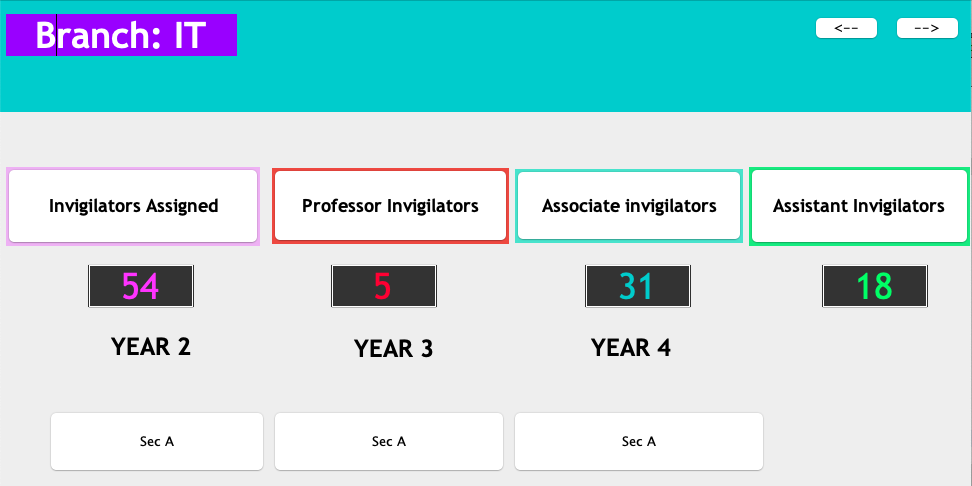 Branch: IT
<--
-->
Invigilators Assigned
Professor Invigilators
Associate invigilators
Assistant Invigilators
54
5
31
18
YEAR 2
YEAR 3
YEAR 4
Sec A
Sec A
Sec A